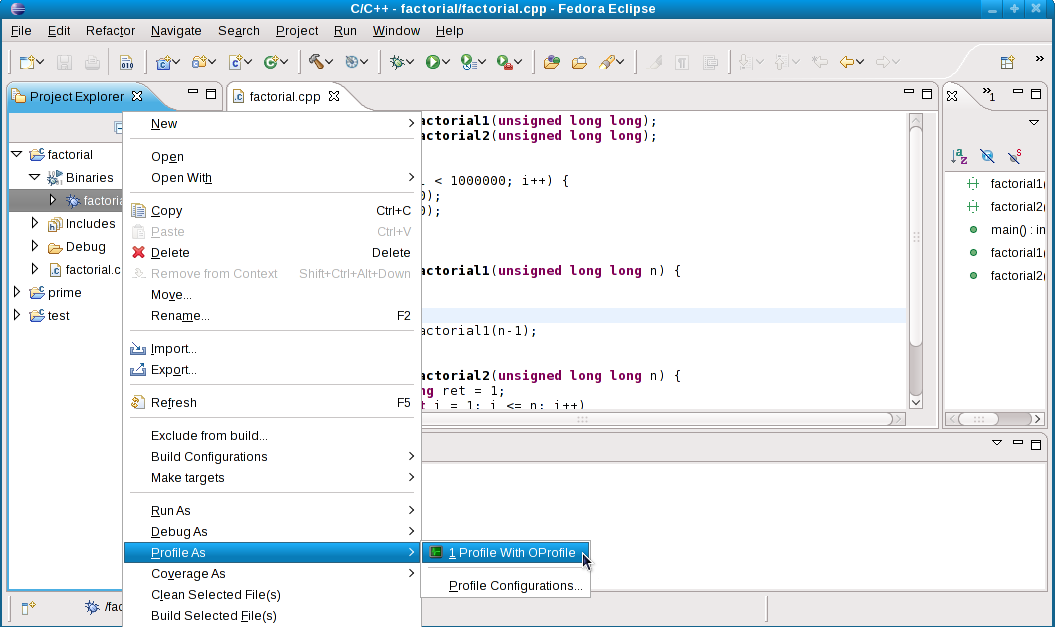 C/C++ - factorial/factorial.cpp - Fedora Eclipse
File Edit Refactor Navigate Search Project Run Window Help
010
Project Explorer
factorial.cpp
»1
factorial
Binaries
factoria
Includes
Debug
factorial.c
prime
test
New
Open
Open With
Copy Ctrl+C
Paste Ctrl+V
Delete Delete
Remove from Context Shift+Ctrl+Alt+Down
Move...
Rename... F2
Import...
Export...
Refresh F5
Exclude from build...
Build Configurations
Make targets
Run As
Debug As
Profile As
Coverage As
Clean Selected File(s)
Build Selected File(s)
1 Profile With OProfile
Profile Configurations...
actorial1(unsigned long long);
actorial2(unsigned long long);
< 1000000; i++) {
);
);
actorial1(unsigned long long n) {
actorial1(n-1);
actorial2(unsigned long long n) {
ng ret = 1;
t i = 1; i <= n; i++)
factorial1(
factorial2(
main() : in
factorial1(
factorial2(
/fac